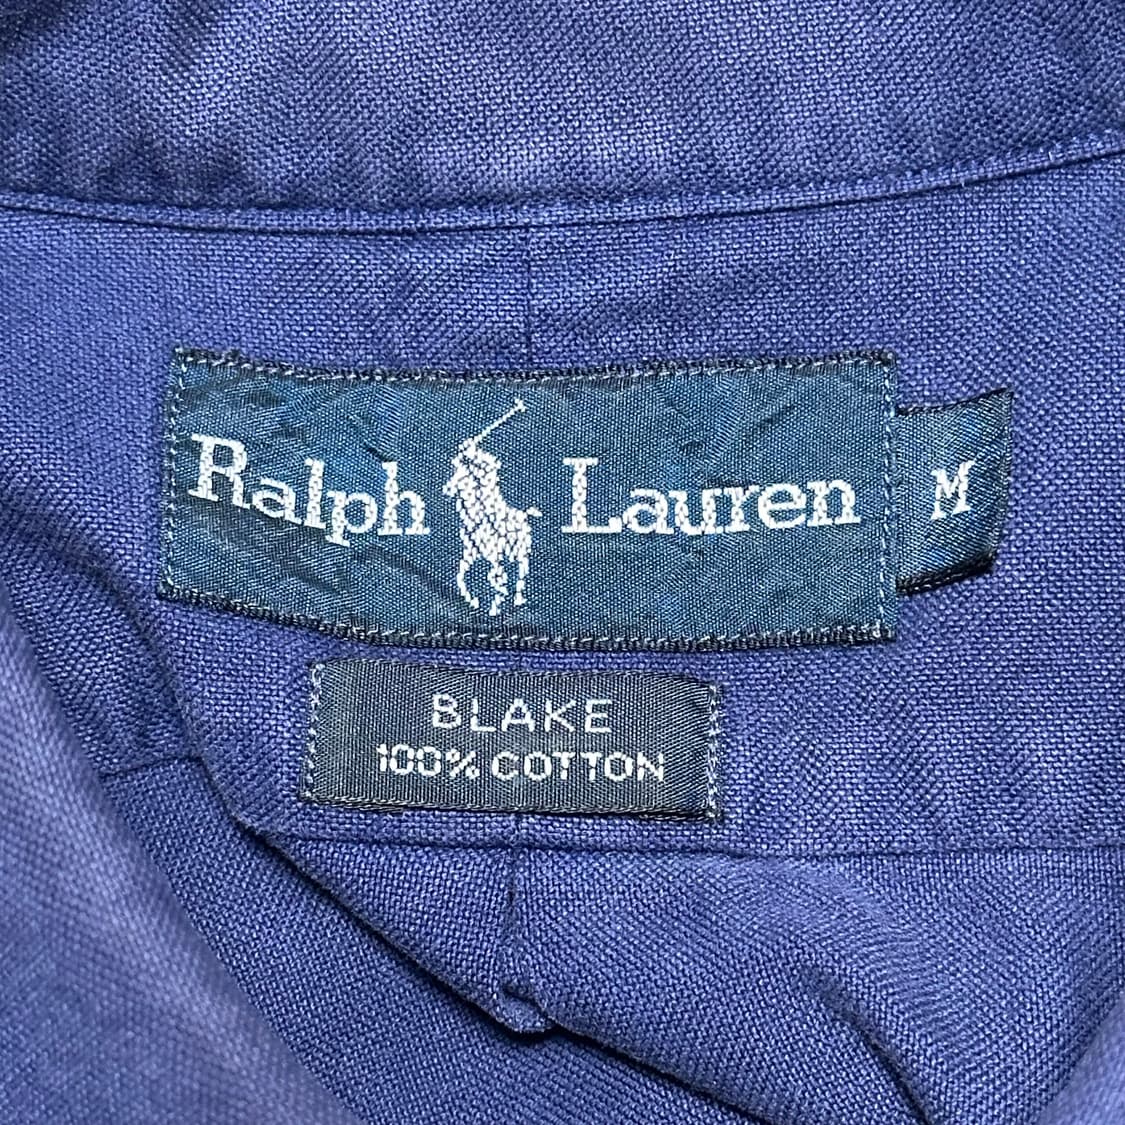 Ralph Lauren M
BLAKE
100% COTTON